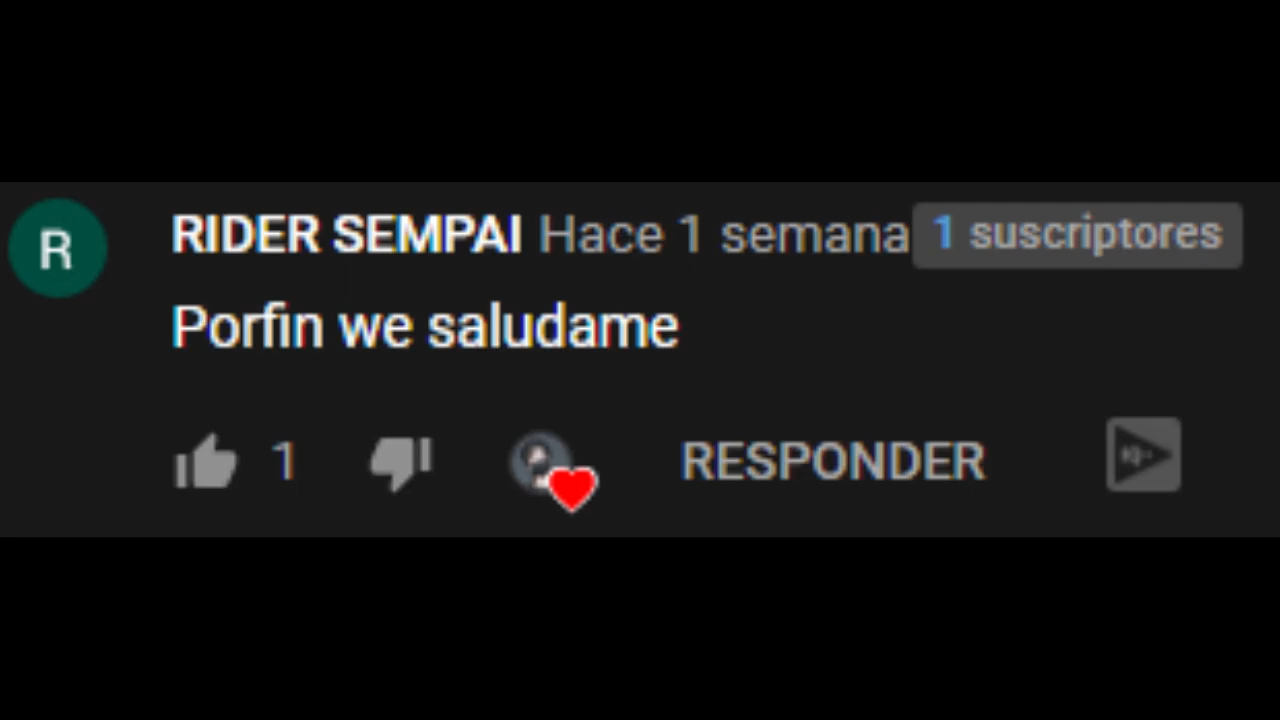 R
RIDER SEMPAI Hace 1 semana 1 suscriptores
Porfin we saludame
1 RESPONDER